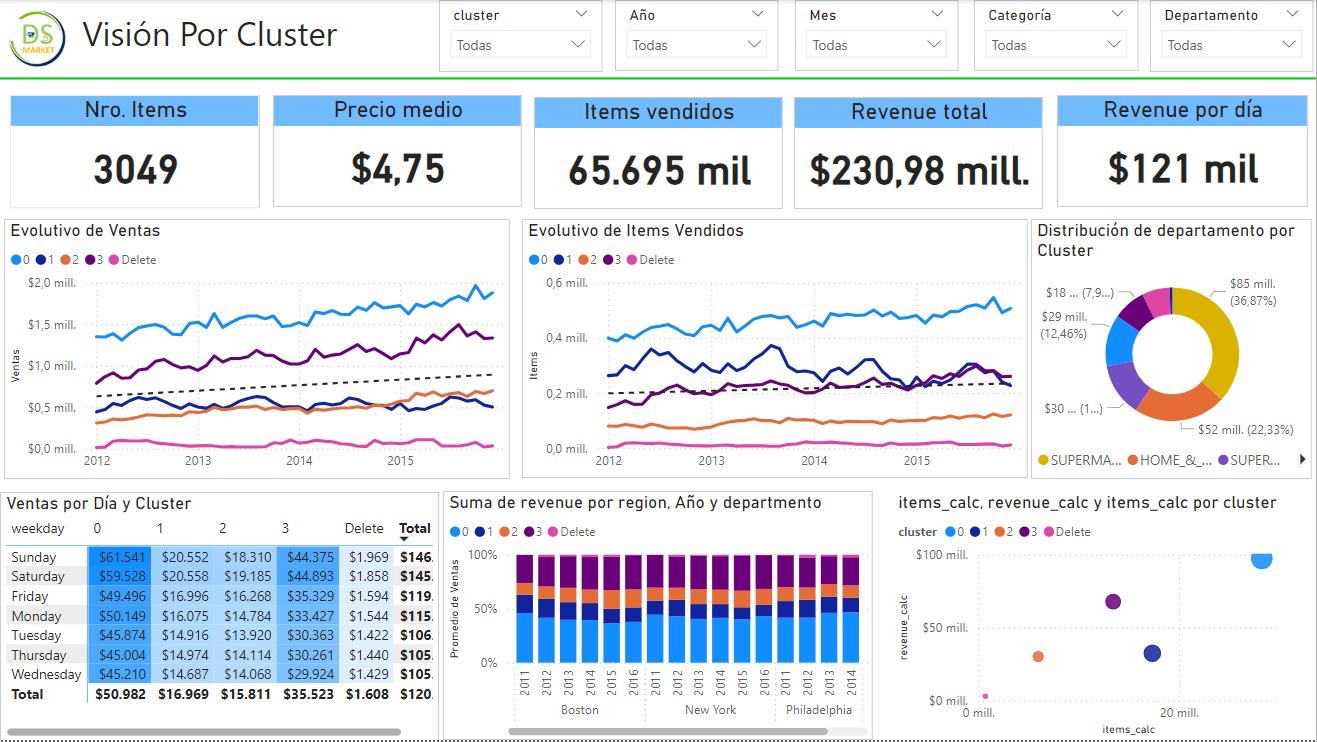 DS
MARKET
Visión Por Cluster
cluster
Todas
Año
Todas
Mes
Todas
Categoría
Todas
Departamento
Todas
Nro. Items
3049
Precio medio
$4,75
Items vendidos
65.695 mil
Revenue total
$230,98 mill.
Revenue por día
$121 mil
Evolutivo de Ventas
0 1 2 3 Delete
$2,0 mill.
$1,5 mill.
$1,0 mill.
$0,5 mill.
$0,0 mill.
Ventas
2012 2013 2014 2015
Evolutivo de Items Vendidos
0 1 2 3 Delete
0,6 mill.
0,4 mill.
0,2 mill.
0,0 mill.
Items
2012 2013 2014 2015
Distribución de departamento por
Cluster
$85 mill.
(36,87%)
$18 ... (7,9...)
$29 mill.
(12,46%)
$30 ... (1...)
$52 mill. (22,33%)
SUPERMA... HOME_&_... SUPER...
Ventas por Día y Cluster
weekday 0 1 2 3 Delete Total
Sunday $61.541 $20.552 $18.310 $44.375 $1.969 $146.
Saturday $59.528 $20.558 $19.185 $44.893 $1.858 $145.
Friday $49.496 $16.996 $16.268 $35.329 $1.594 $119.
Monday $50.149 $16.075 $14.784 $33.427 $1.544 $115.
Tuesday $45.874 $14.916 $13.920 $30.363 $1.422 $106.
Thursday $45.004 $14.974 $14.114 $30.261 $1.440 $105.
Wednesday $45.210 $14.687 $14.068 $29.924 $1.429 $105.
Total $50.982 $16.969 $15.811 $35.523 $1.608 $120.
Suma de revenue por region, Año y departmento
0 1 2 3 Delete
100%
50%
0%
Promedio de Ventas
2011 2012 2013 2014 2015 2016 2011 2012 2013 2014 2015 2016 2011 2012 2013 2014
Boston New York Philadelphia
items_calc, revenue_calc y items_calc por cluster
cluster 0 1 2 3 Delete
$100 mill.
$50 mill.
$0 mill.
revenue_calc
0 mill. 20 mill.
items_calc